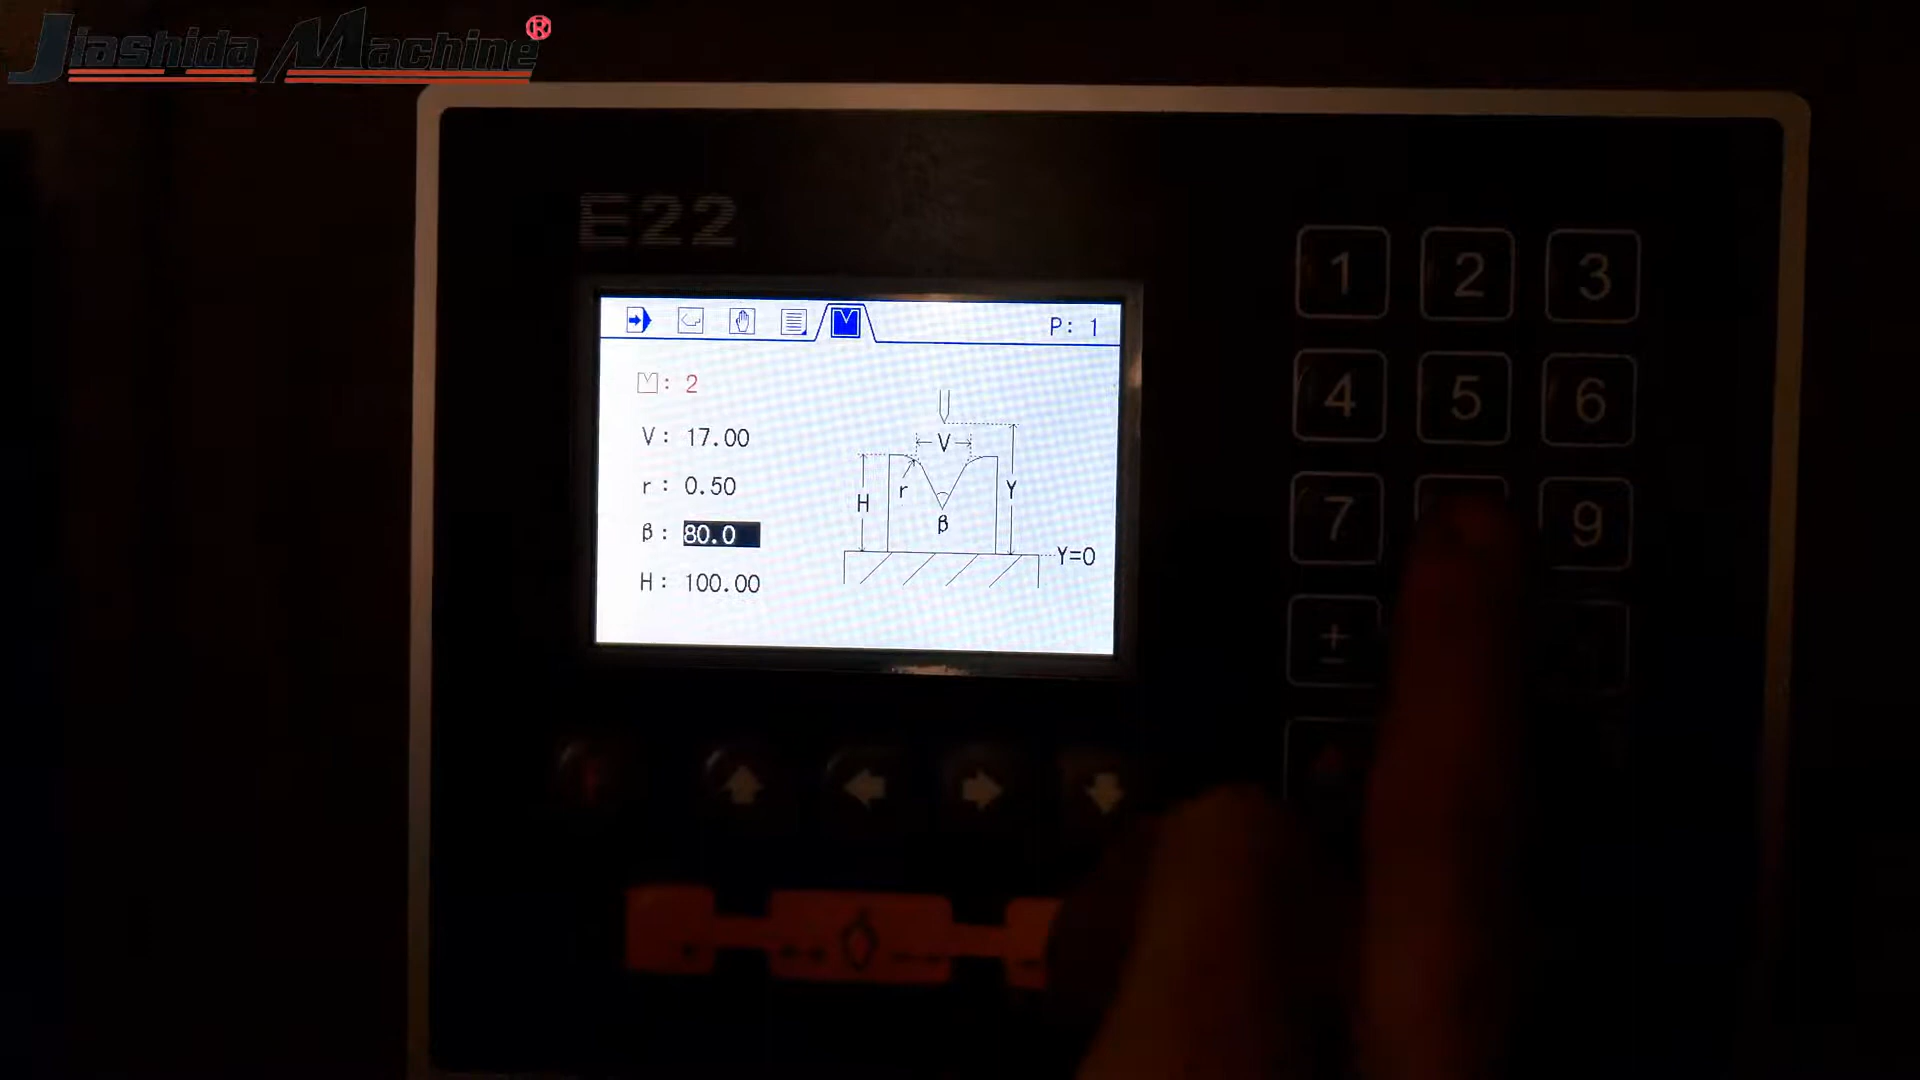 Jiashida Machine®
E22
P: 1
: 2
V: 17.00
r: 0.50
β: 80.0
H: 100.00
V
H
r
β
Y
Y=0
1 2 3
4 5 6
7 9
±